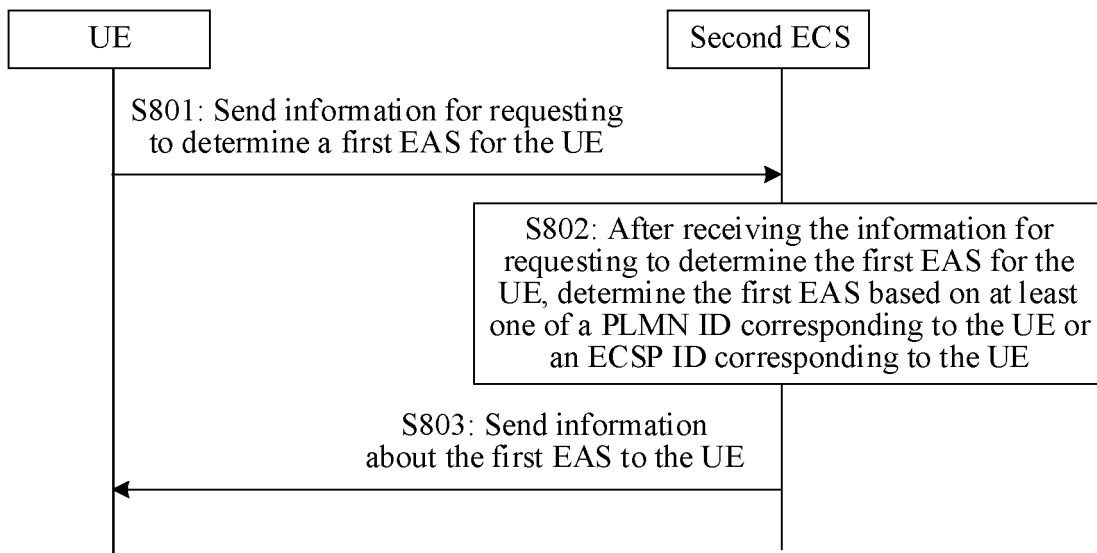 UE
Second ECS
S801: Send information for requesting
to determine a first EAS for the UE
S802: After receiving the information for
requesting to determine the first EAS for the
UE, determine the first EAS based on at least
one of a PLMN ID corresponding to the UE or
an ECSP ID corresponding to the UE
S803: Send information
about the first EAS to the UE